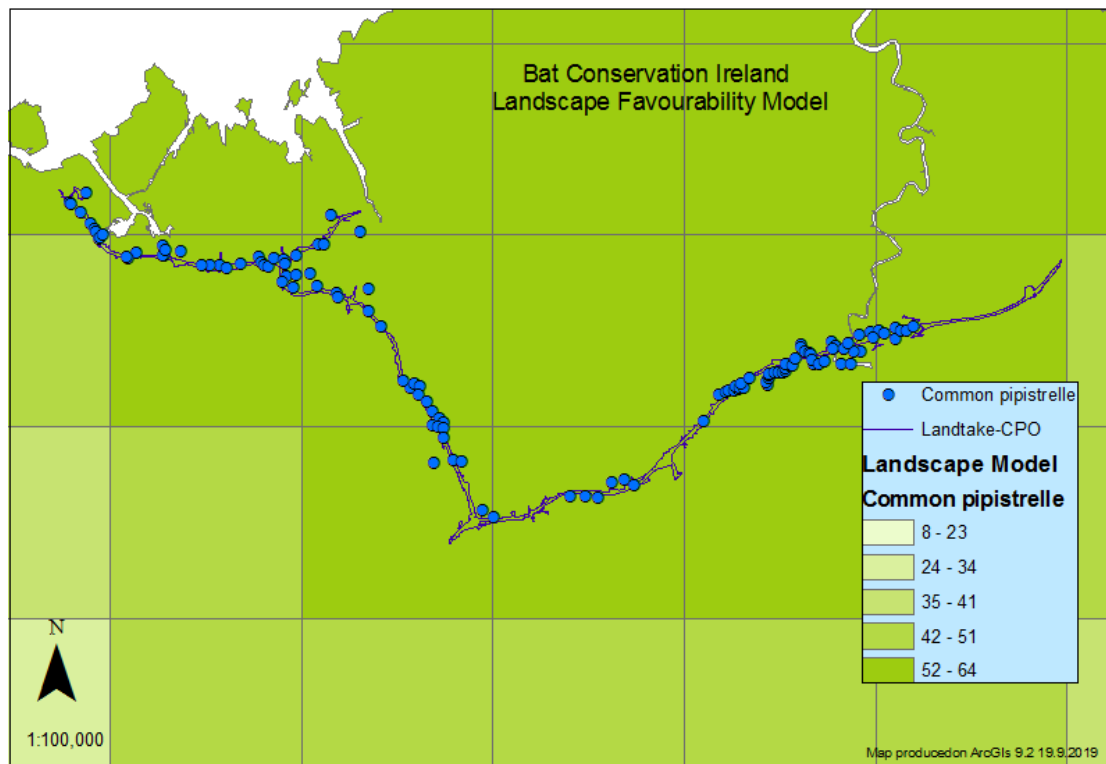 Bat Conservation Ireland
Landscape Favourability Model
Common pipistrelle
Landtake-CPO
Landscape Model
Common pipistrelle
8 - 23
24 - 34
35 - 41
42 - 51
52 - 64
N
1:100,000
Map producedon ArcGIs 9.2 19.9.2019